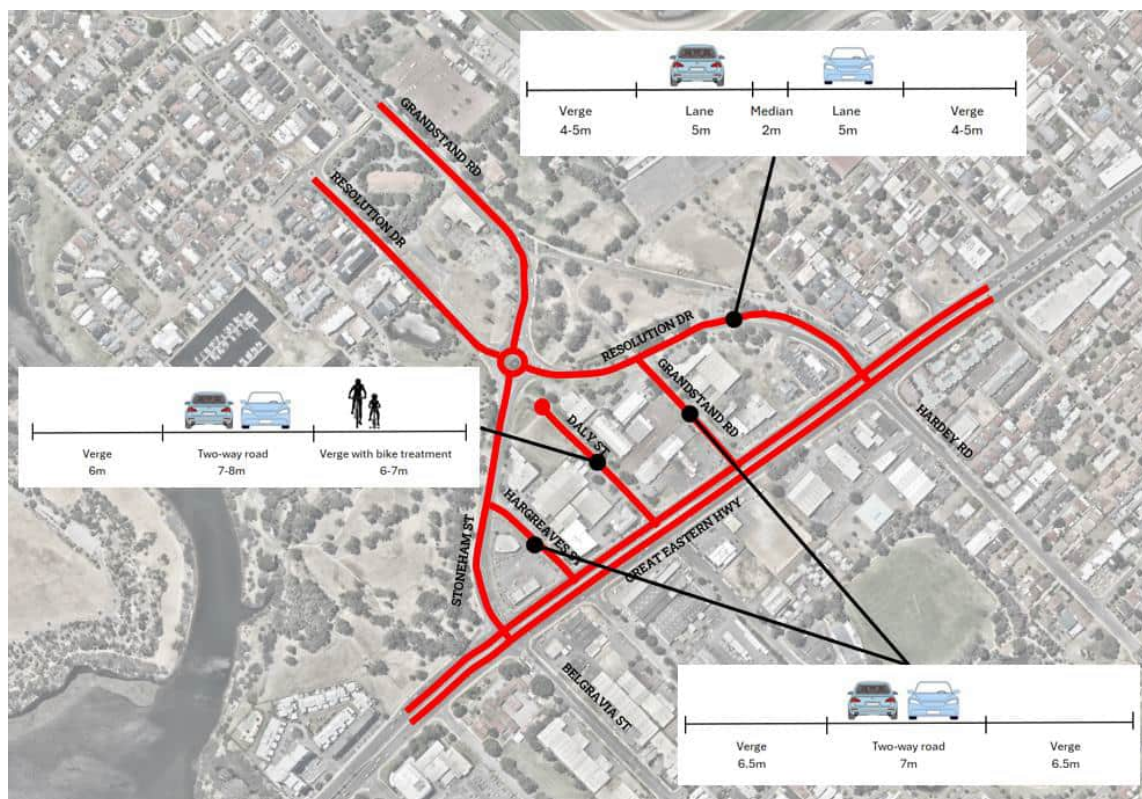 Verge Lane Median Lane Verge
4-5m 5m 2m 5m 4-5m
GRANDSTAND RD
RESOLUTION DR
RESOLUTION DR
GRANDSTAND RD
HARDEY RD
Verge Two-way road Verge with bike treatment
6m 7-8m 6-7m
DALY ST
HARGREAVES ST
STONEHAM ST
GREAT EASTERN HWY
BELGRAVIA ST
Verge Two-way road Verge
6.5m 7m 6.5m